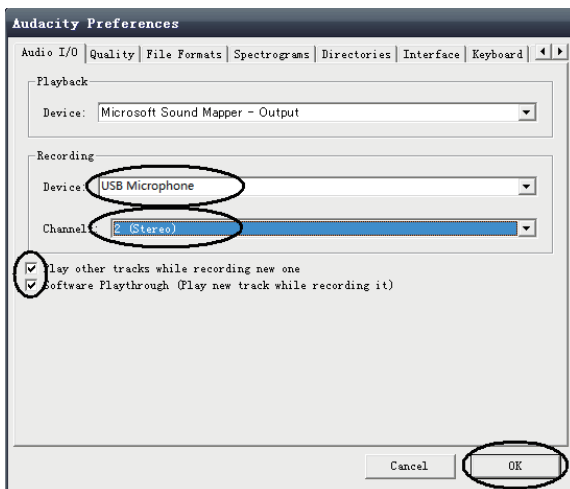 Audacity Preferences
Audio I/O Quality File Formats Spectrograms Directories Interface Keyboard
Playback
Device: Microsoft Sound Mapper - Output
Recording
Device: USB Microphone
Channels: 2 (Stereo)
Play other tracks while recording new one
Software Playthrough (Play new track while recording it)
Cancel OK